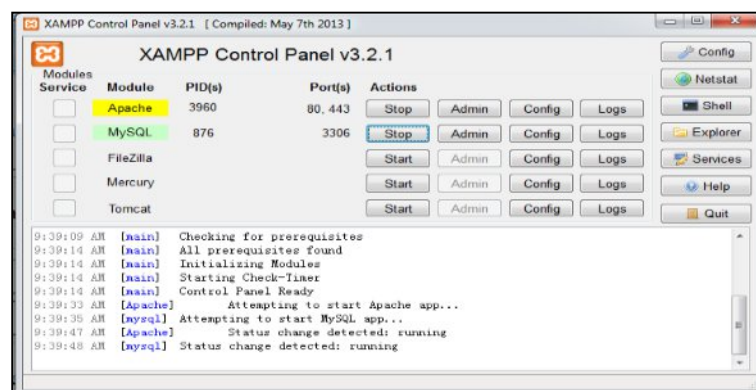 XAMPP Control Panel v3.2.1 [ Compiled: May 7th 2013 ]
XAMPP Control Panel v3.2.1
Config
Modules
Service Module PID(s) Port(s) Actions
Netstat
Apache 3960 80, 443 Stop Admin Config Logs
Shell
MySQL 876 3306 Stop Admin Config Logs
Explorer
FileZilla Start Admin Config Logs
Services
Mercury Start Admin Config Logs
Help
Tomcat Start Admin Config Logs
Quit
9:39:09 AM [main] Checking for prerequisites
9:39:14 AM [main] All prerequisites found
9:39:14 AM [main] Initializing Modules
9:39:14 AM [main] Starting Check-Timer
9:39:14 AM [main] Control Panel Ready
9:39:33 AM [Apache] Attempting to start Apache app...
9:39:35 AM [mysql] Attempting to start MySQL app...
9:39:47 AM [Apache] Status change detected: running
9:39:48 AM [mysql] Status change detected: running